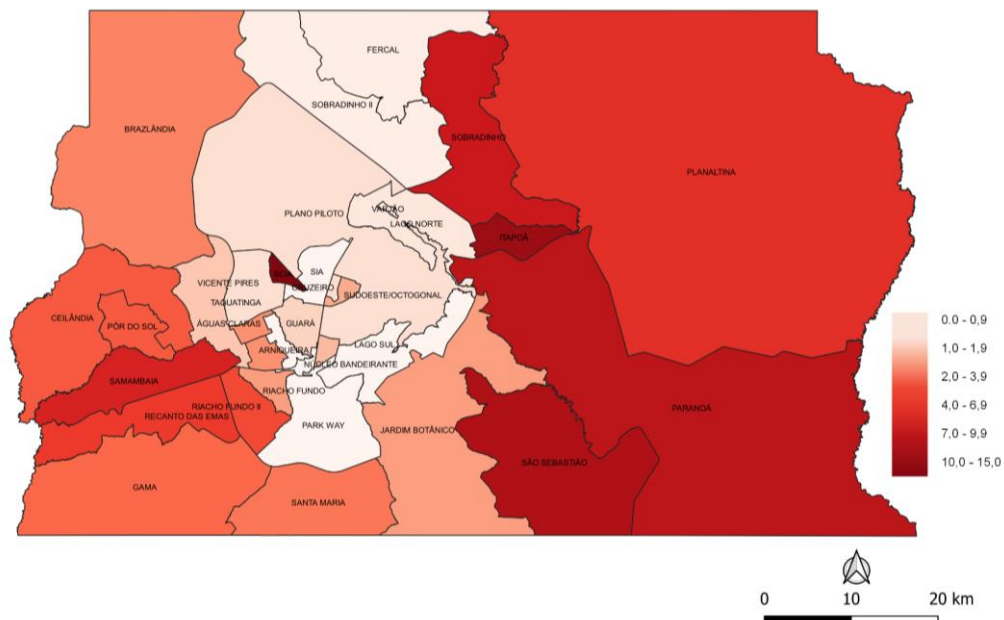 FERCAL
SOBRADINHO II
BRAZLÂNDIA
SOBRADINHO
PLANALTINA
PLANO PILOTO
VARJÃO
LAGO NORTE
ITAPOÃ
SCIA
SIA
VICENTE PIRES
CRUZEIRO
SUDOESTE/OCTOGONAL
TAGUATINGA
CEILÂNDIA
PÔR DO SOL
ÁGUAS CLARAS
GUARÁ
LAGO SUL
ARNIQUEIRA
NÚCLEO BANDEIRANTE
SAMAMBAIA
RIACHO FUNDO
RIACHO FUNDO II
RECANTO DAS EMAS
PARK WAY
JARDIM BOTÂNICO
PARANOÁ
SÃO SEBASTIÃO
GAMA
SANTA MARIA
0.0 - 0,9
1,0 - 1,9
2,0 - 3,9
4,0 - 6,9
7,0 - 9,9
10,0 - 15,0
0 10 20 km